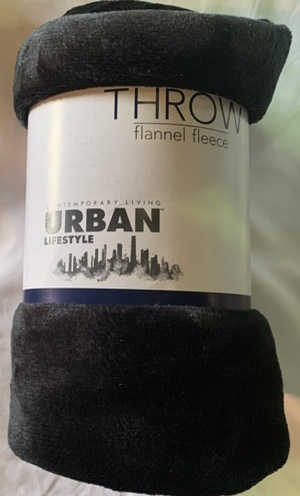 THROW
flannel fleece
CONTEMPORARY LIVING
URBAN
LIFESTYLE